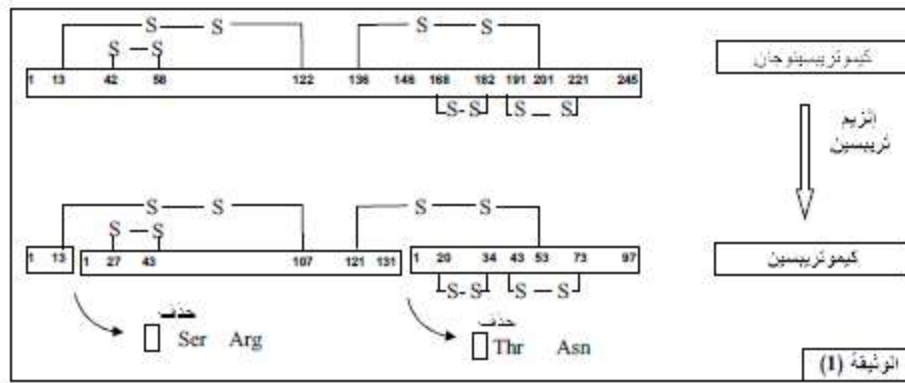 S — S
S — S
S — S
1 13 42 58 122 136 146 168 182 191 201 221 245
كيموتريبسينوجان
S- S
S — S
إنزيم
تريبسين
S — S
S — S
S — S
1 13
1 27 43 107 121 131
1 20 34 43 53 73 97
كيموتريبسين
S- S
S — S
حذف
Ser Arg
حذف
Thr Asn
الوثيقة (1)